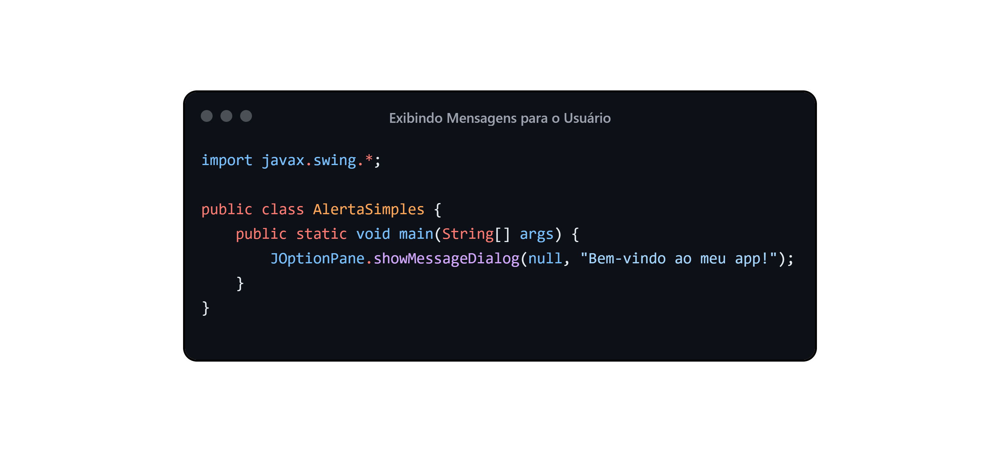 Exibindo Mensagens para o Usuário
import javax.swing.*;
public class AlertaSimples {
    public static void main(String[] args) {
        JOptionPane.showMessageDialog(null, "Bem-vindo ao meu app!");
    }
}